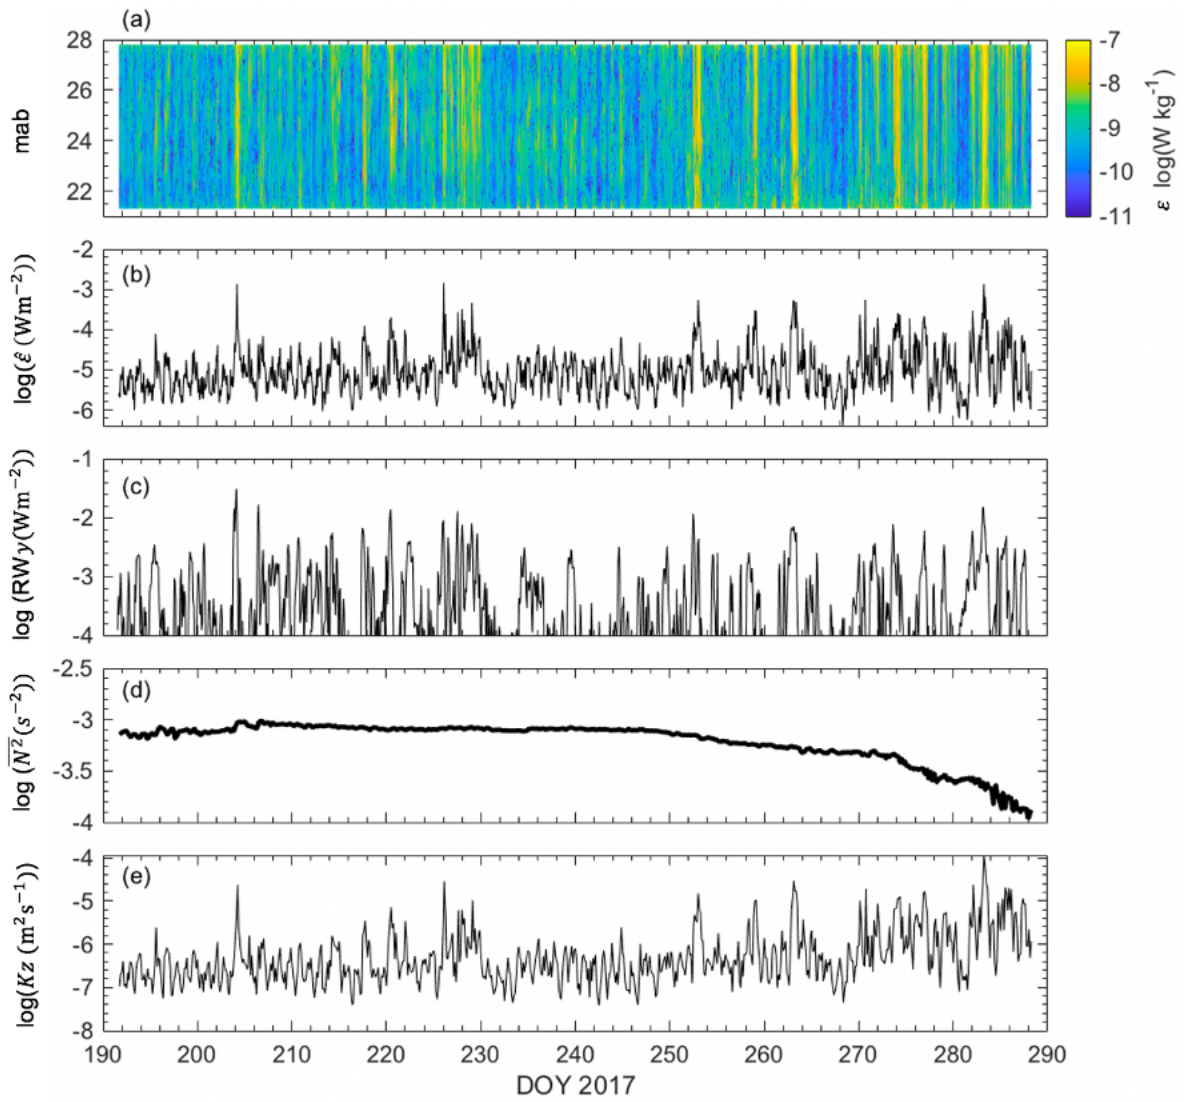 (a)
28
26
24
22
mab
-7
-8
-9
-10
-11
ε log(W kg⁻¹)
(b)
-2
-3
-4
-5
-6
log(ε̂ (Wm⁻²))
(c)
-1
-2
-3
-4
log (RWy(Wm⁻²))
(d)
-2.5
-3
-3.5
-4
log (N̅²(s⁻²))
(e)
-4
-5
-6
-7
-8
log(Kz (m²s⁻¹))
190 200 210 220 230 240 250 260 270 280 290
DOY 2017